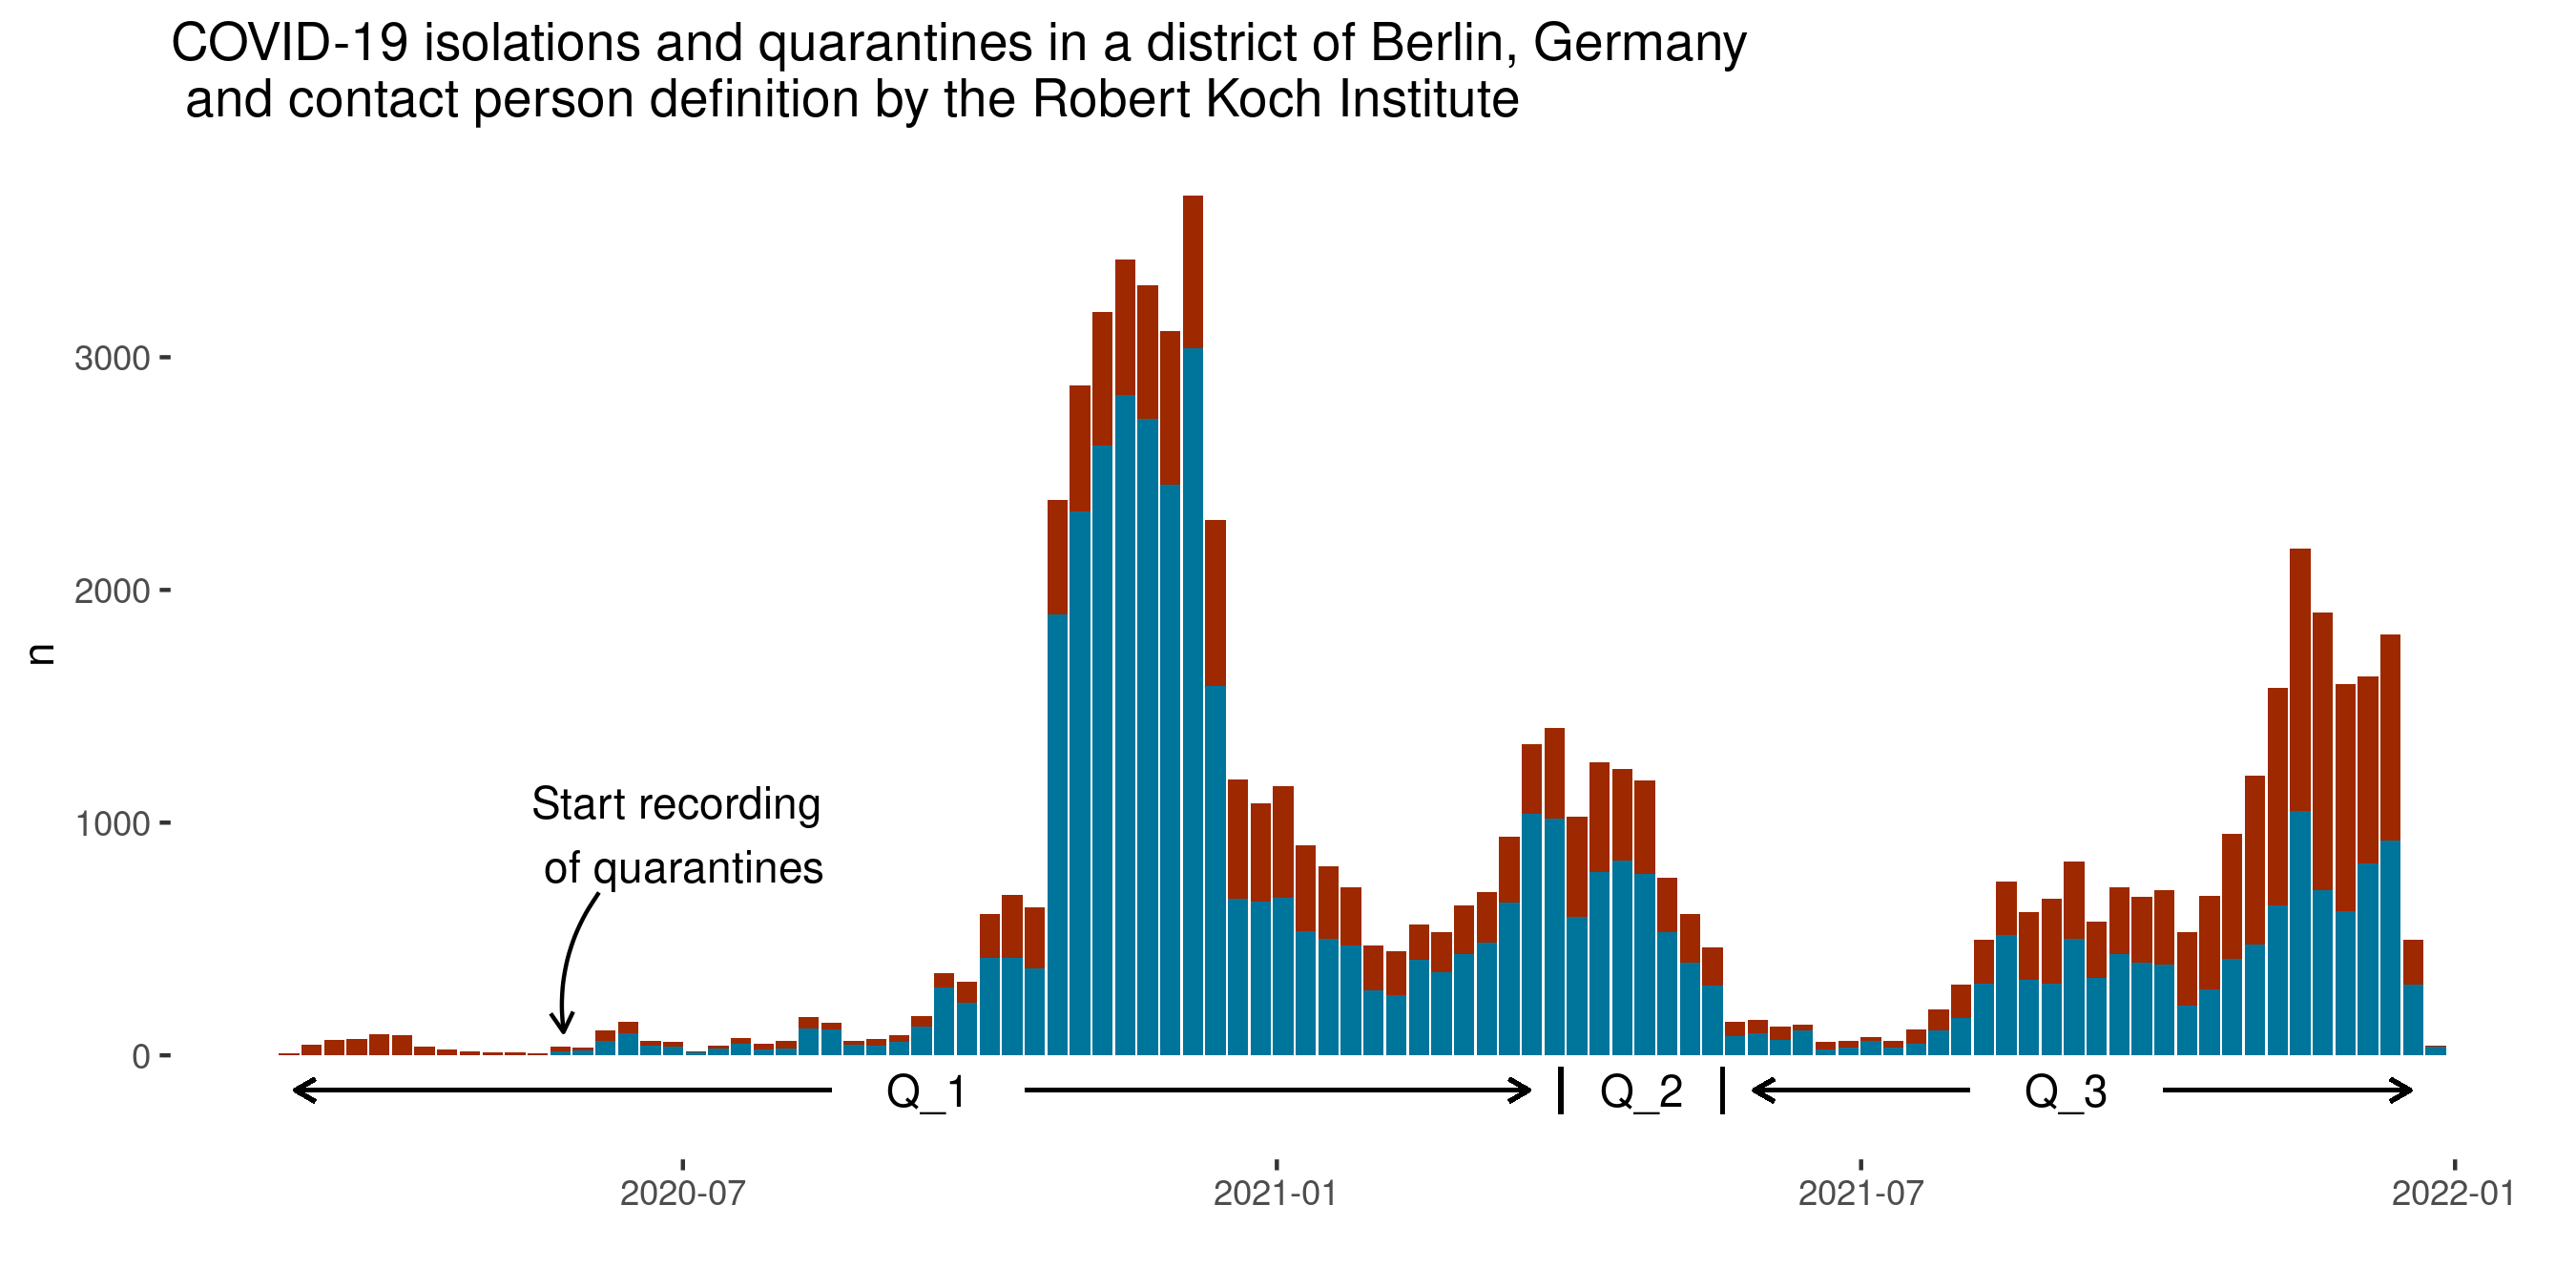 COVID-19 isolations and quarantines in a district of Berlin, Germany
and contact person definition by the Robert Koch Institute
3000
2000
1000
0
n
Start recording
of quarantines
Q_1
Q_2
Q_3
2020-07
2021-01
2021-07
2022-01